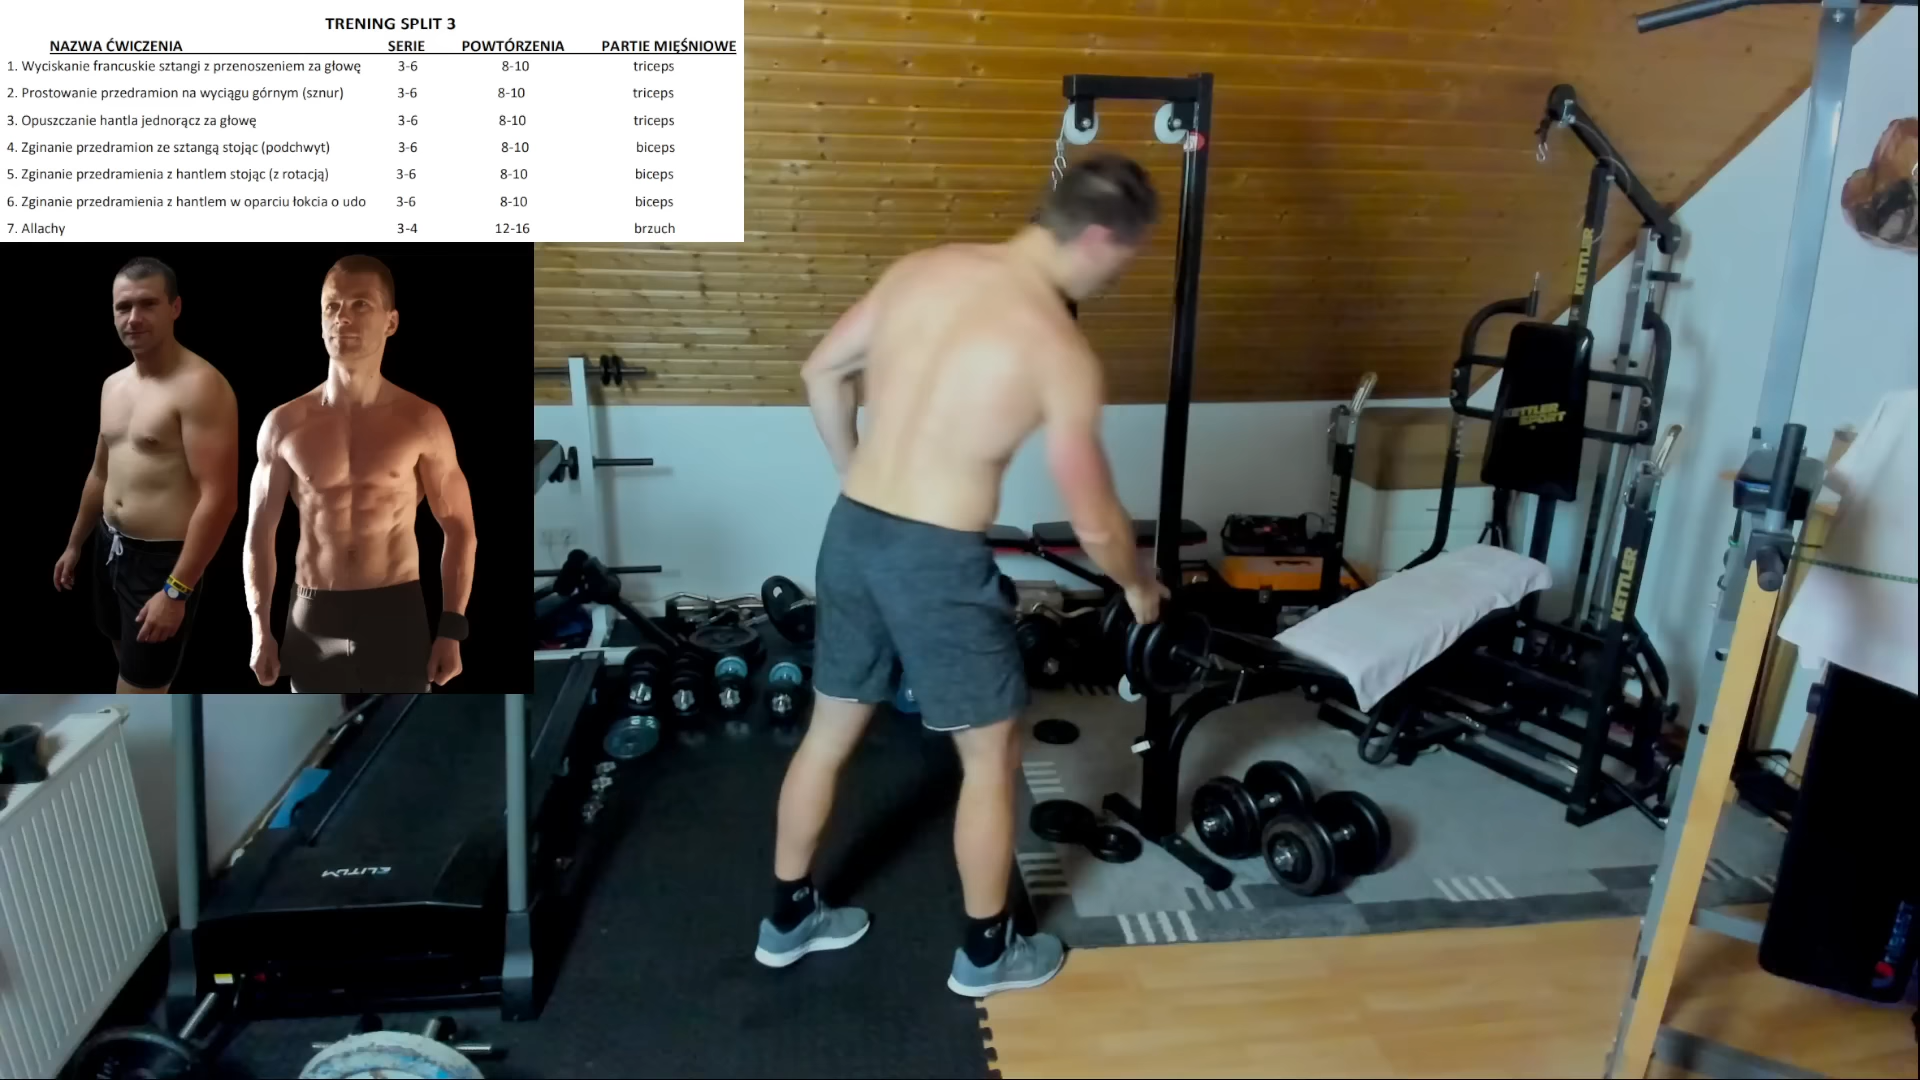 TRENING SPLIT 3
NAZWA ĆWICZENIA SERIE POWTÓRZENIA PARTIE MIĘŚNIOWE
1. Wyciskanie francuskie sztangi z przenoszeniem za głowę 3-6 8-10 triceps
2. Prostowanie przedramion na wyciągu górnym (sznur) 3-6 8-10 triceps
3. Opuszczanie hantla jednorącz za głowę 3-6 8-10 triceps
4. Zginanie przedramion ze sztangą stojąc (podchwyt) 3-6 8-10 biceps
5. Zginanie przedramienia z hantlem stojąc (z rotacją) 3-6 8-10 biceps
6. Zginanie przedramienia z hantlem w oparciu łokcia o udo 3-6 8-10 biceps
7. Allachy 3-4 12-16 brzuch
KETTLER
KETTLER
SPORT
KETTLER
KETTLER
ELITUM